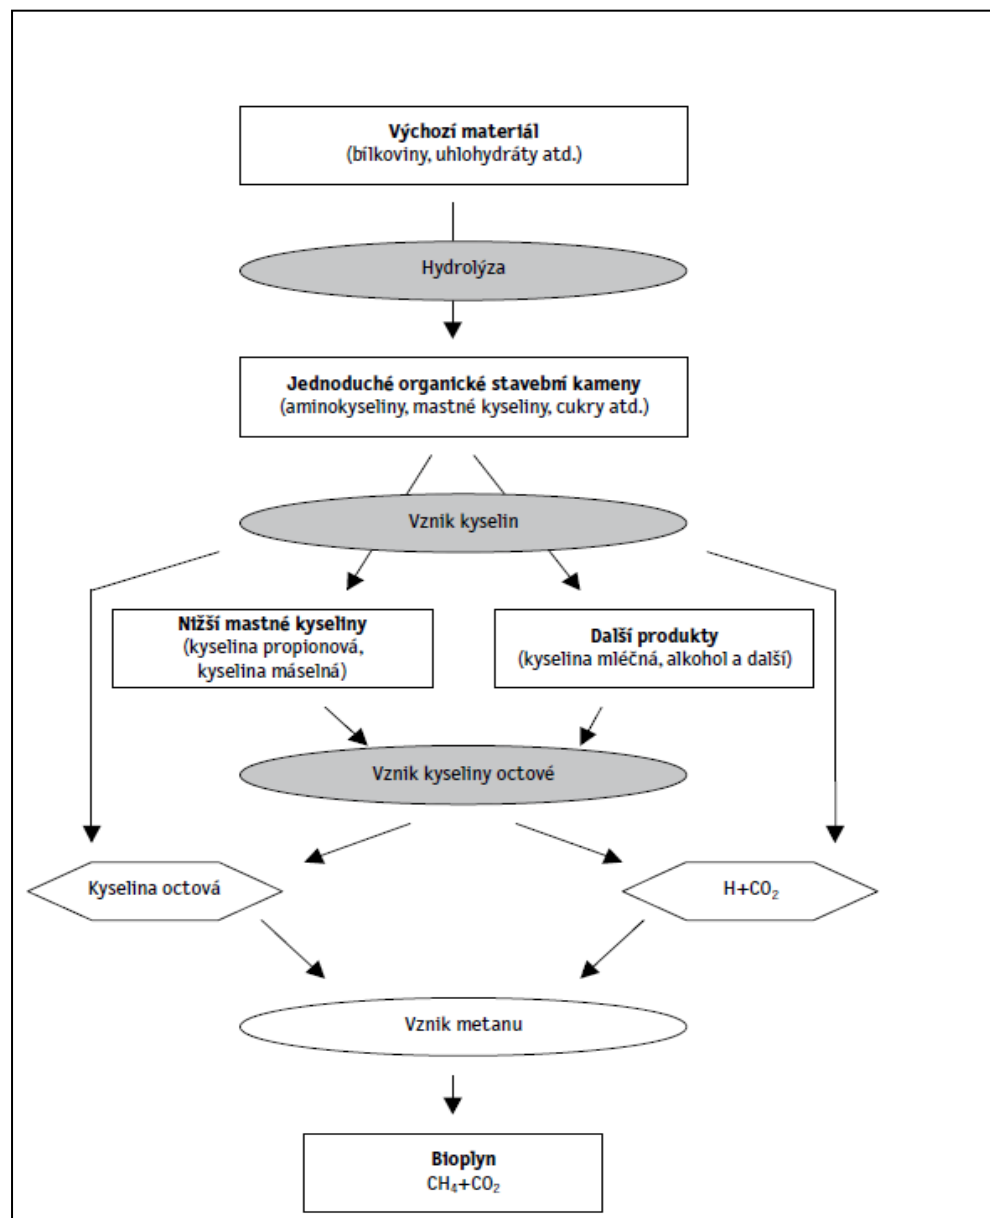 Výchozí materiál
(bílkoviny, uhlohydráty atd.)
Hydrolýza
Jednoduché organické stavební kameny
(aminokyseliny, mastné kyseliny, cukry atd.)
Vznik kyselin
Nižší mastné kyseliny
(kyselina propionová,
kyselina máselná)
Další produkty
(kyselina mléčná, alkohol a další)
Vznik kyseliny octové
Kyselina octová
H+CO₂
Vznik metanu
Bioplyn
CH₄+CO₂